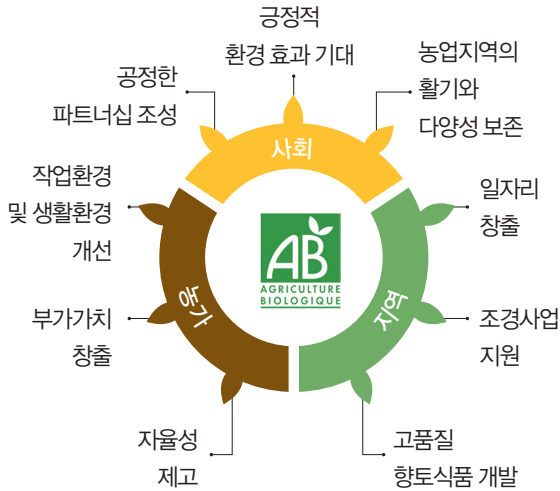 긍정적
환경 효과 기대
농업지역의
활기와
다양성 보존
공정한
파트너십 조성
사회
작업환경
및 생활환경
개선
일자리
창출
AB
AGRICULTURE
BIOLOGIQUE
농가
지역
부가가치
창출
조경사업
지원
자율성
제고
고품질
향토식품 개발